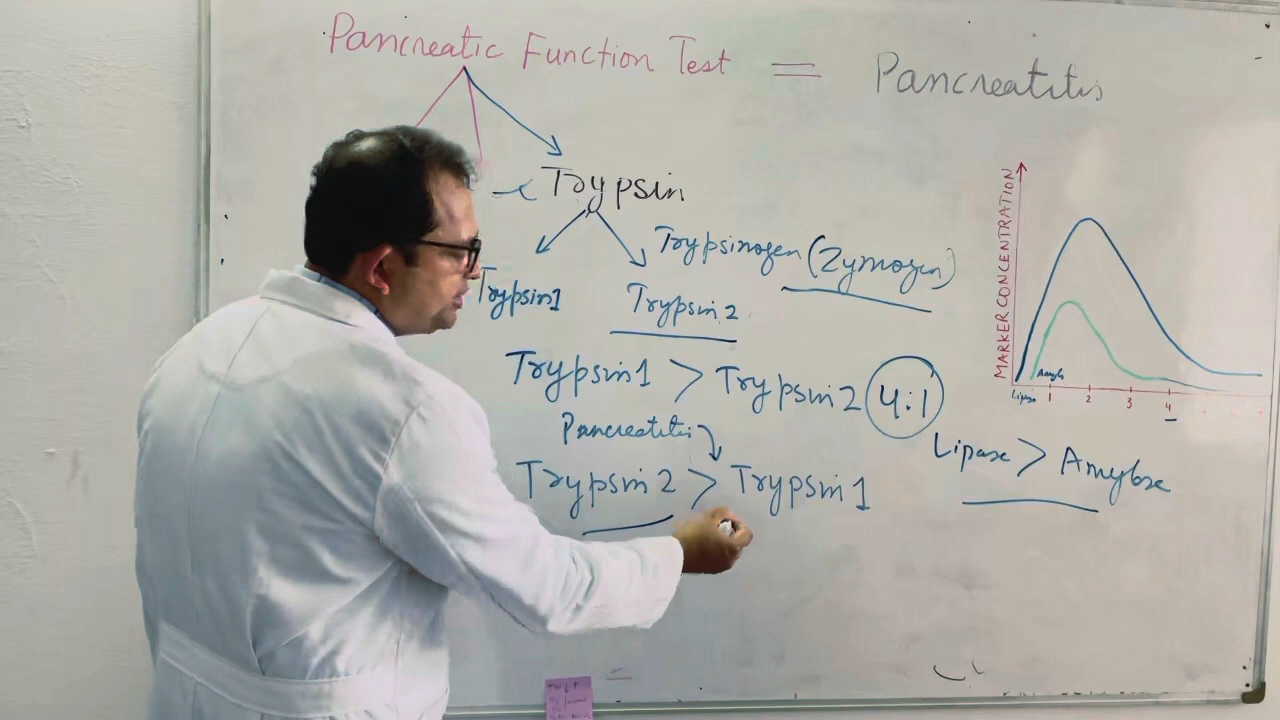 Pancreatic Function Test = Pancreatitis
Trypsin
Trypsinogen (Zymogen)
Trypsin1 Trypsin 2
Trypsin1 > Trypsin 2 4:1
Pancreatitis
Trypsin 2 > Trypsin 1
MARKER CONCENTRATION
Lipase 1 2 3 4
Lipase > Amylase